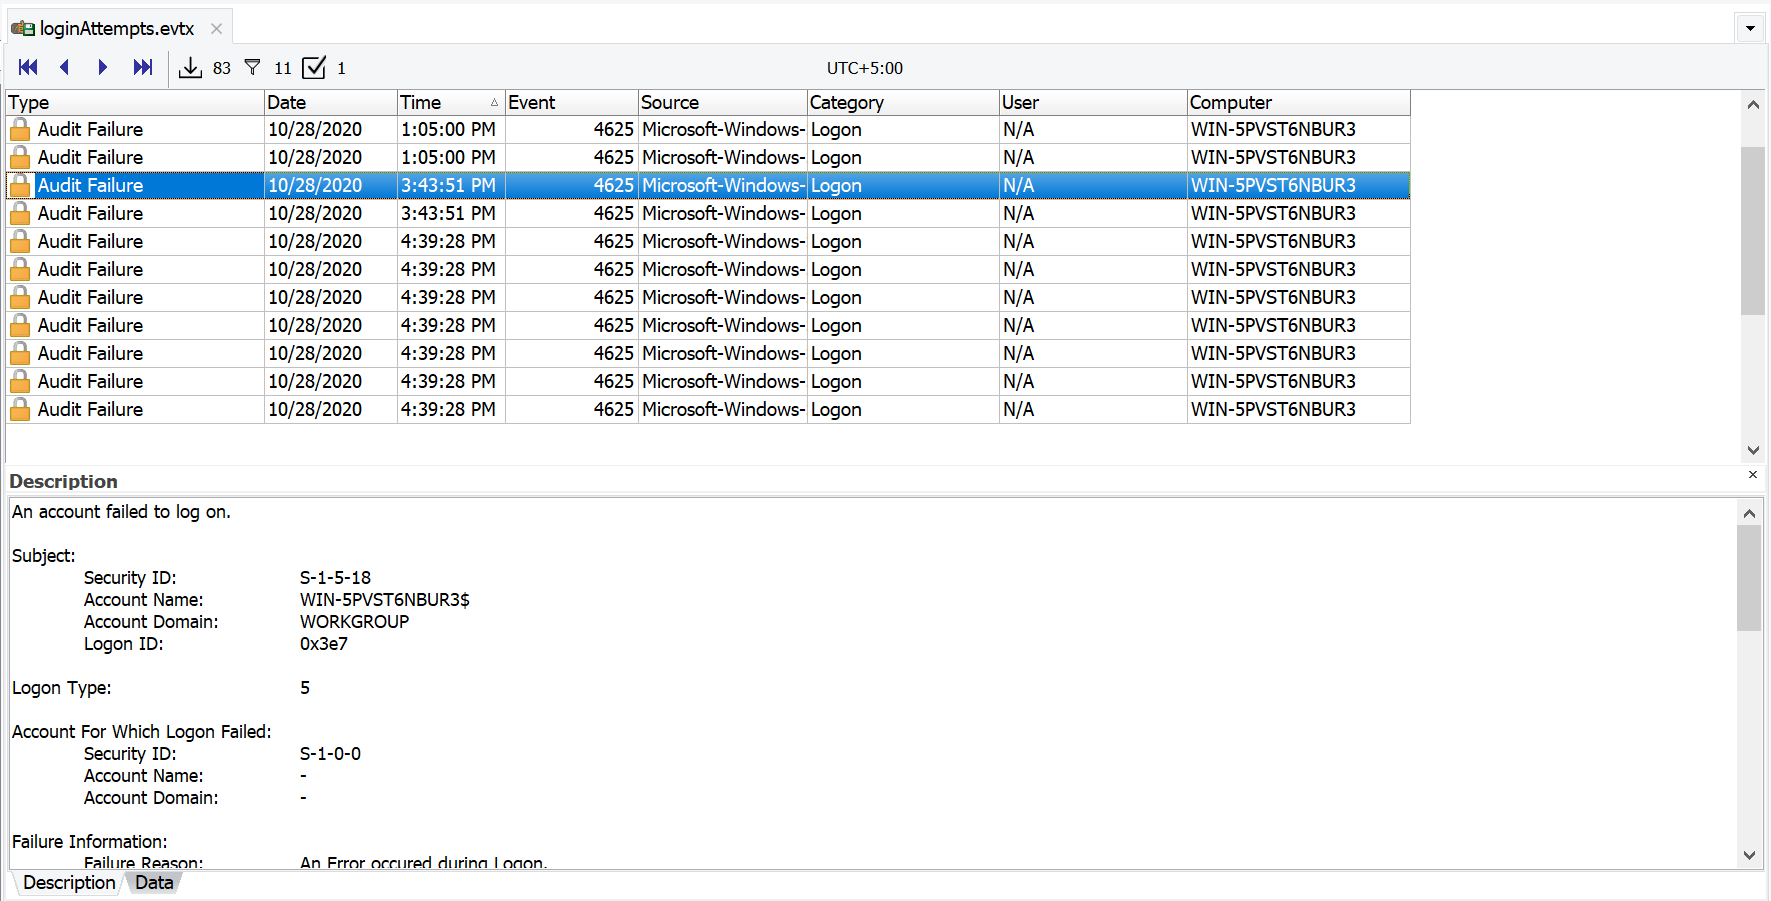 loginAttempts.evtx
83 11 1 UTC+5:00
Type Date Time Event Source Category User Computer
Audit Failure 10/28/2020 1:05:00 PM 4625 Microsoft-Windows- Logon N/A WIN-5PVST6NBUR3
Audit Failure 10/28/2020 1:05:00 PM 4625 Microsoft-Windows- Logon N/A WIN-5PVST6NBUR3
Audit Failure 10/28/2020 3:43:51 PM 4625 Microsoft-Windows- Logon N/A WIN-5PVST6NBUR3
Audit Failure 10/28/2020 3:43:51 PM 4625 Microsoft-Windows- Logon N/A WIN-5PVST6NBUR3
Audit Failure 10/28/2020 4:39:28 PM 4625 Microsoft-Windows- Logon N/A WIN-5PVST6NBUR3
Audit Failure 10/28/2020 4:39:28 PM 4625 Microsoft-Windows- Logon N/A WIN-5PVST6NBUR3
Audit Failure 10/28/2020 4:39:28 PM 4625 Microsoft-Windows- Logon N/A WIN-5PVST6NBUR3
Audit Failure 10/28/2020 4:39:28 PM 4625 Microsoft-Windows- Logon N/A WIN-5PVST6NBUR3
Audit Failure 10/28/2020 4:39:28 PM 4625 Microsoft-Windows- Logon N/A WIN-5PVST6NBUR3
Audit Failure 10/28/2020 4:39:28 PM 4625 Microsoft-Windows- Logon N/A WIN-5PVST6NBUR3
Audit Failure 10/28/2020 4:39:28 PM 4625 Microsoft-Windows- Logon N/A WIN-5PVST6NBUR3
Description
An account failed to log on.
Subject:
Security ID: S-1-5-18
Account Name: WIN-5PVST6NBUR3$
Account Domain: WORKGROUP
Logon ID: 0x3e7
Logon Type: 5
Account For Which Logon Failed:
Security ID: S-1-0-0
Account Name: -
Account Domain: -
Failure Information:
Failure Reason: An Error occured during Logon.
Description Data